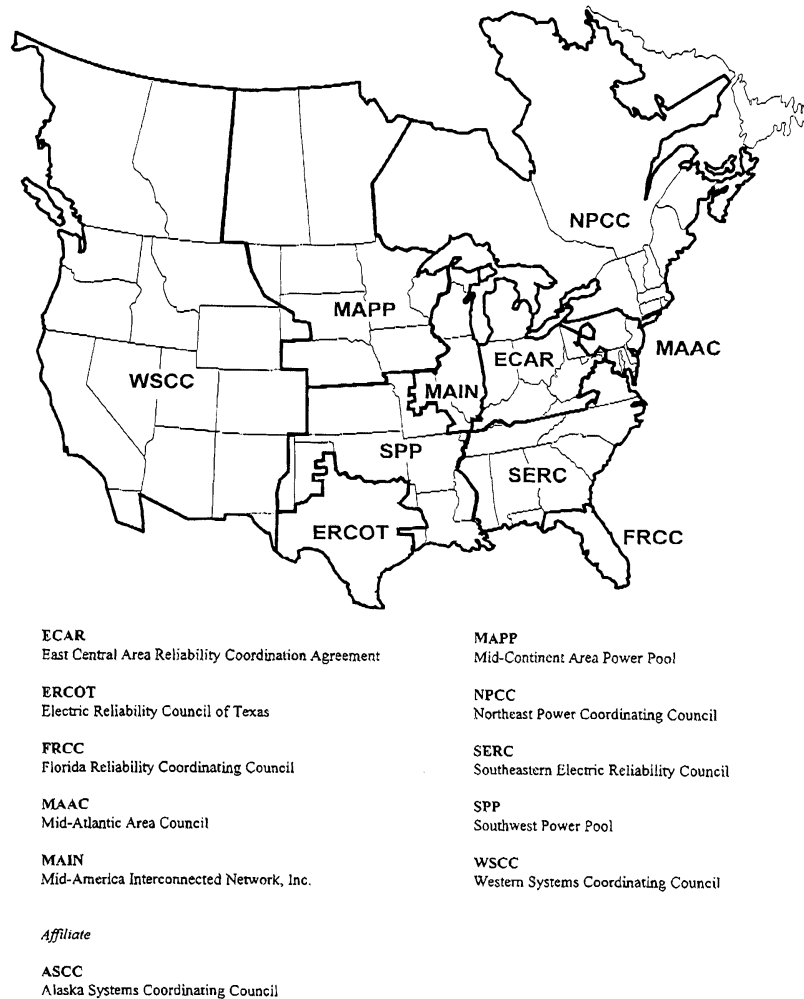 NPCC
MAPP
MAAC
ECAR
WSCC
MAIN
SPP
SERC
ERCOT
FRCC
ECAR
East Central Area Reliability Coordination Agreement
ERCOT
Electric Reliability Council of Texas
FRCC
Florida Reliability Coordinating Council
MAAC
Mid-Atlantic Area Council
MAIN
Mid-America Interconnected Network, Inc.
Affiliate
ASCC
Alaska Systems Coordinating Council
MAPP
Mid-Continent Area Power Pool
NPCC
Northeast Power Coordinating Council
SERC
Southeastern Electric Reliability Council
SPP
Southwest Power Pool
WSCC
Western Systems Coordinating Council